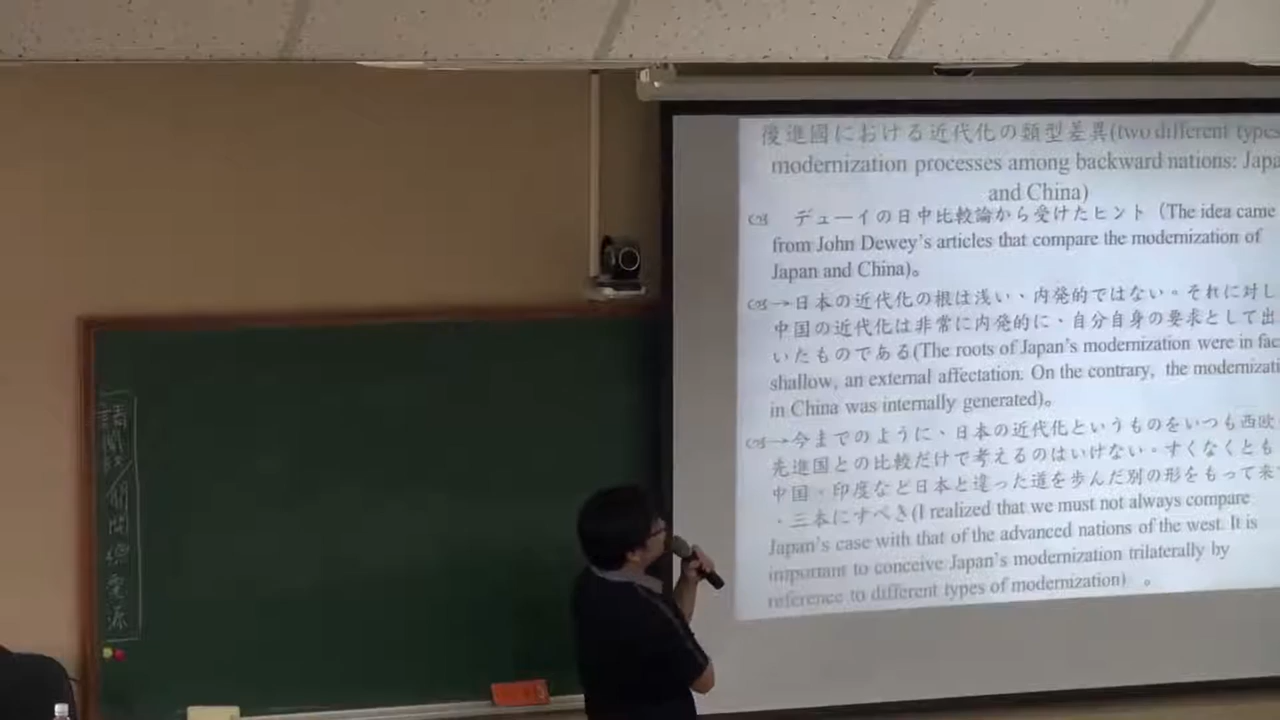 後進國における近代化の類型差異(two different types
modernization processes among backward nations: Japa
and China)
デューイの日中比較論から受けたヒント（The idea came
from John Dewey's articles that compare the modernization of
Japan and China)。
→日本の近代化の根は浅い、内発的ではない。それに対し
中国の近代化は非常に内発的に、自分自身の要求として出
いたものである(The roots of Japan's modernization were in fac
shallow, an external affectation. On the contrary, the modernizati
in China was internally generated)。
→今までのように、日本の近代化というものをいつも西欧
先進国との比較だけで考えるのはいけない。すくなくとも
中国、印度など日本と違った道を歩んだ別の形をもって来
、三本にすべき(I realized that we must not always compare
Japan's case with that of the advanced nations of the west. It is
important to conceive Japan's modernization trilaterally by
reference to different types of modernization) 。
電源